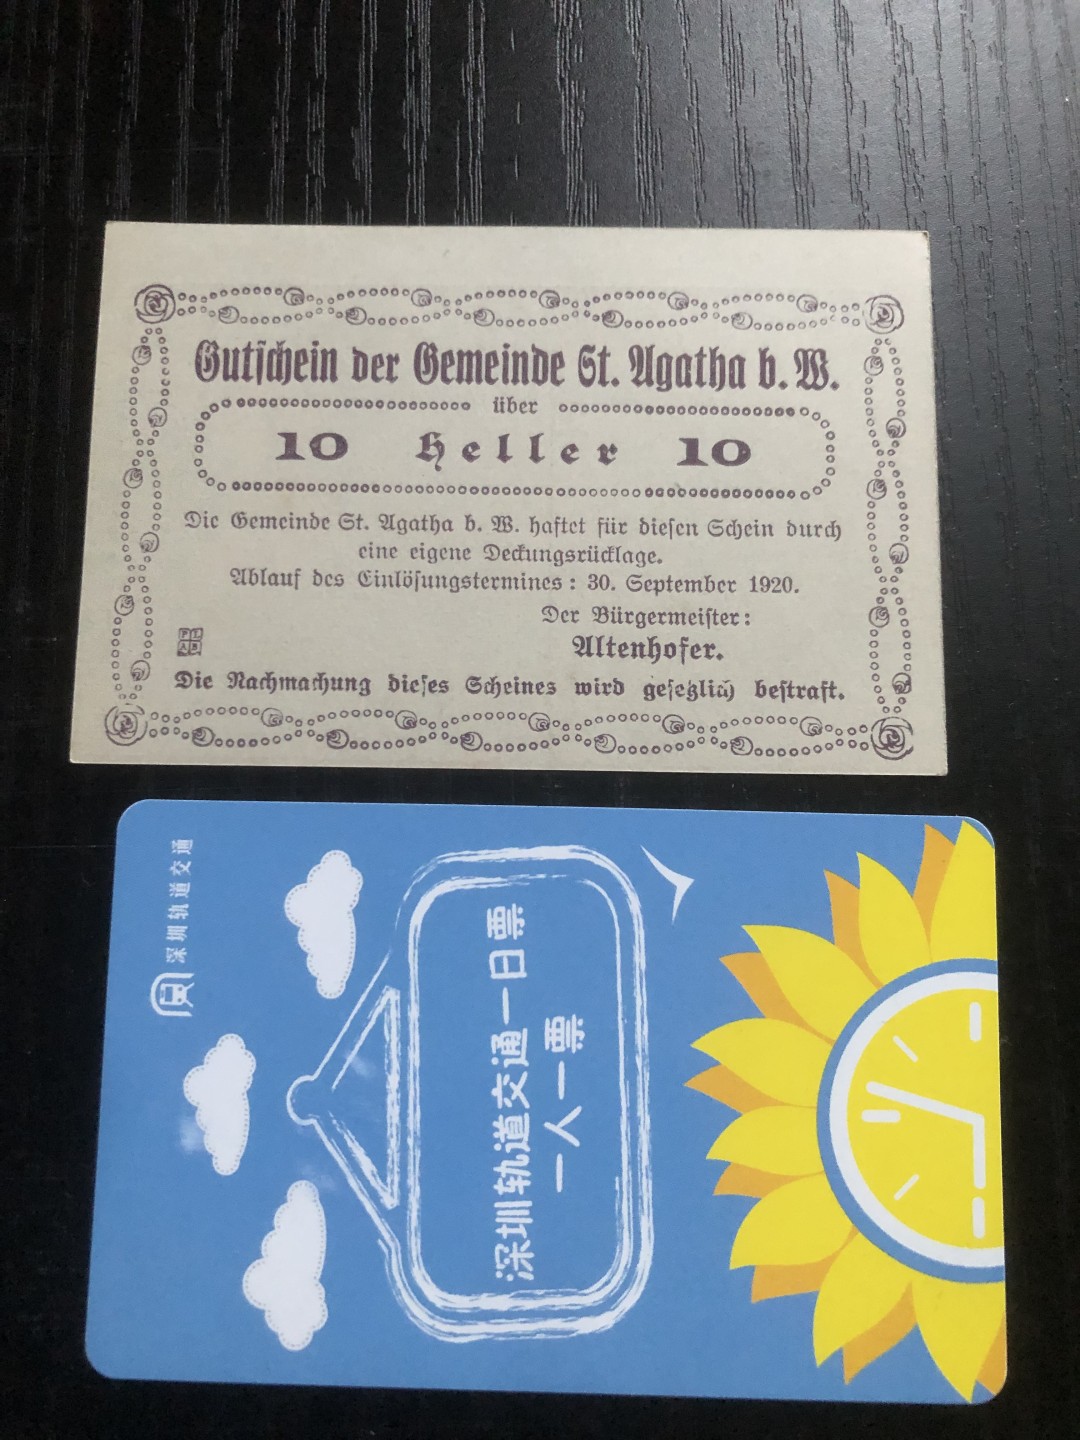 Gutschein der Gemeinde St. Agatha b. W.
über
10 Heller 10
Die Gemeinde St. Agatha b. W. haftet für diesen Schein durch
eine eigene Deckungsrücklage.
Ablauf des Einlösungstermines: 30. September 1920.
Der Bürgermeister:
Altenhofer.
Die Nachmachung dieses Scheines wird gesetzlich bestraft.
深圳轨道交通
深圳轨道交通一日票
一人一票